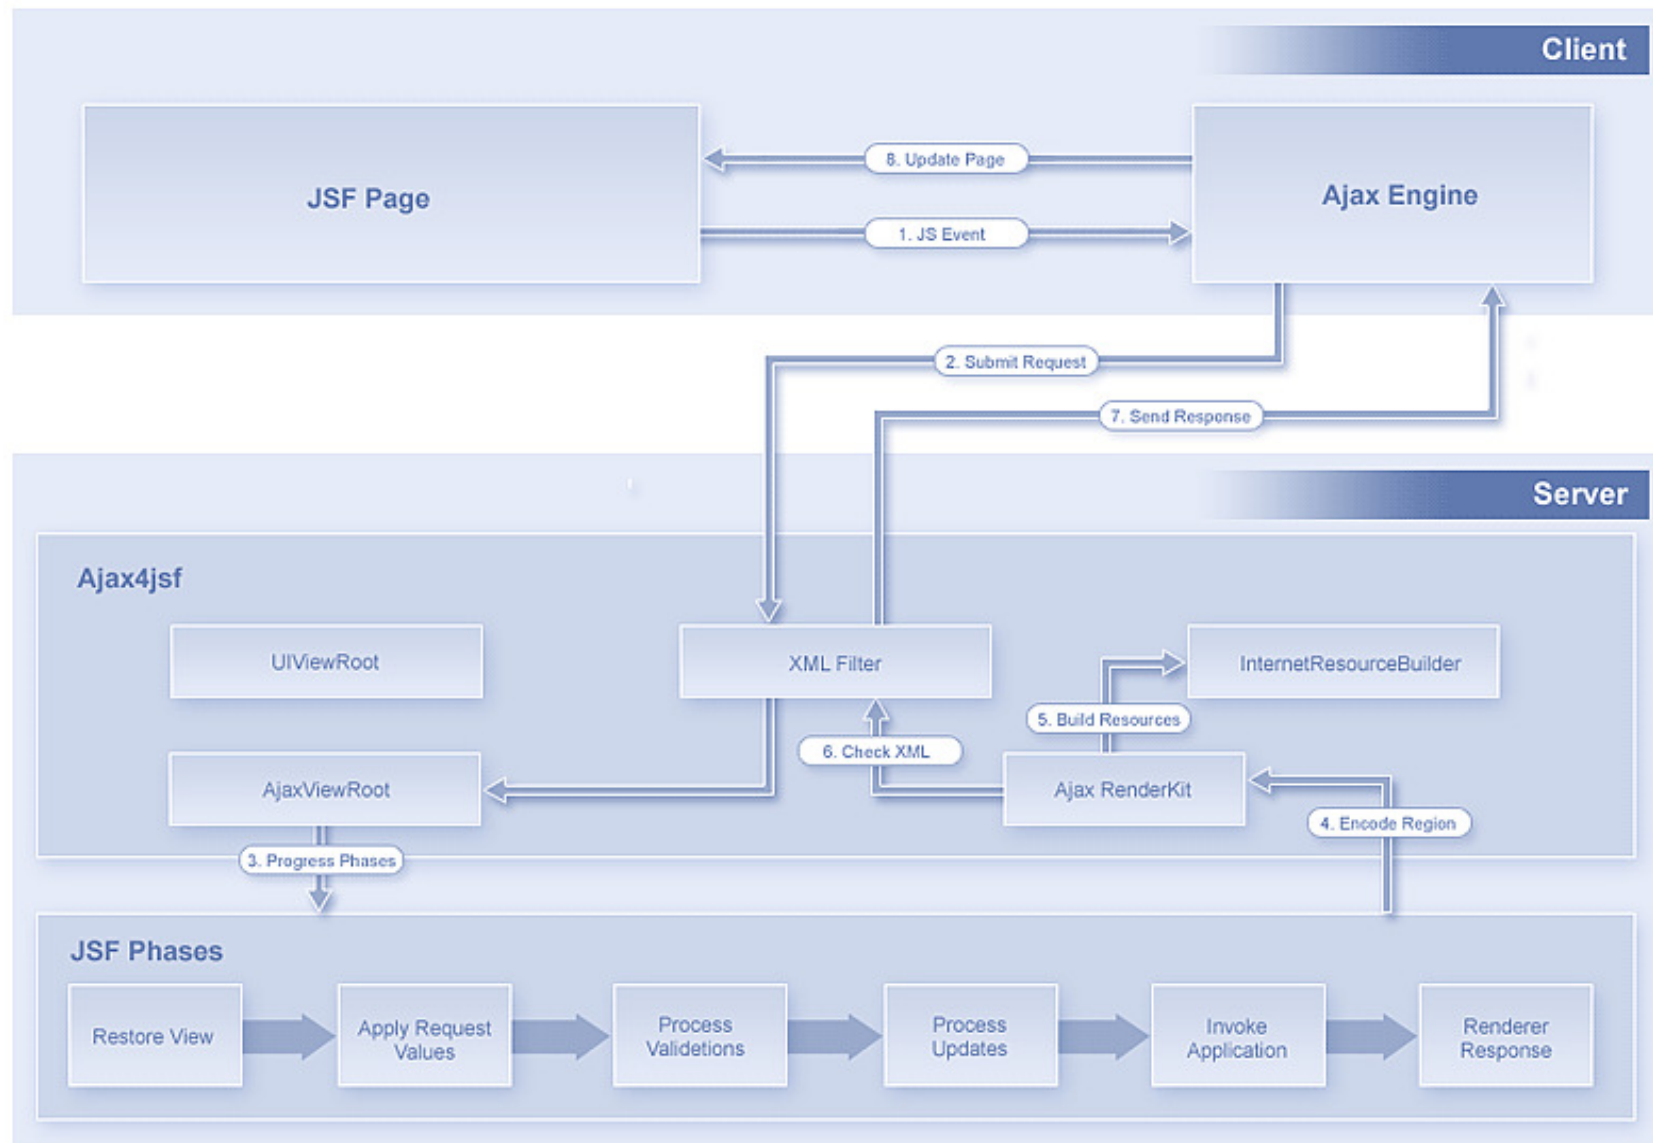 Client
JSF Page
8. Update Page
1. JS Event
Ajax Engine
2. Submit Request
7. Send Response
Server
Ajax4jsf
UIViewRoot
XML Filter
InternetResourceBuilder
5. Build Resources
6. Check XML
AjaxViewRoot
Ajax RenderKit
4. Encode Region
3. Progress Phases
JSF Phases
Restore View
Apply Request
Values
Process
Validetions
Process
Updates
Invoke
Application
Renderer
Response